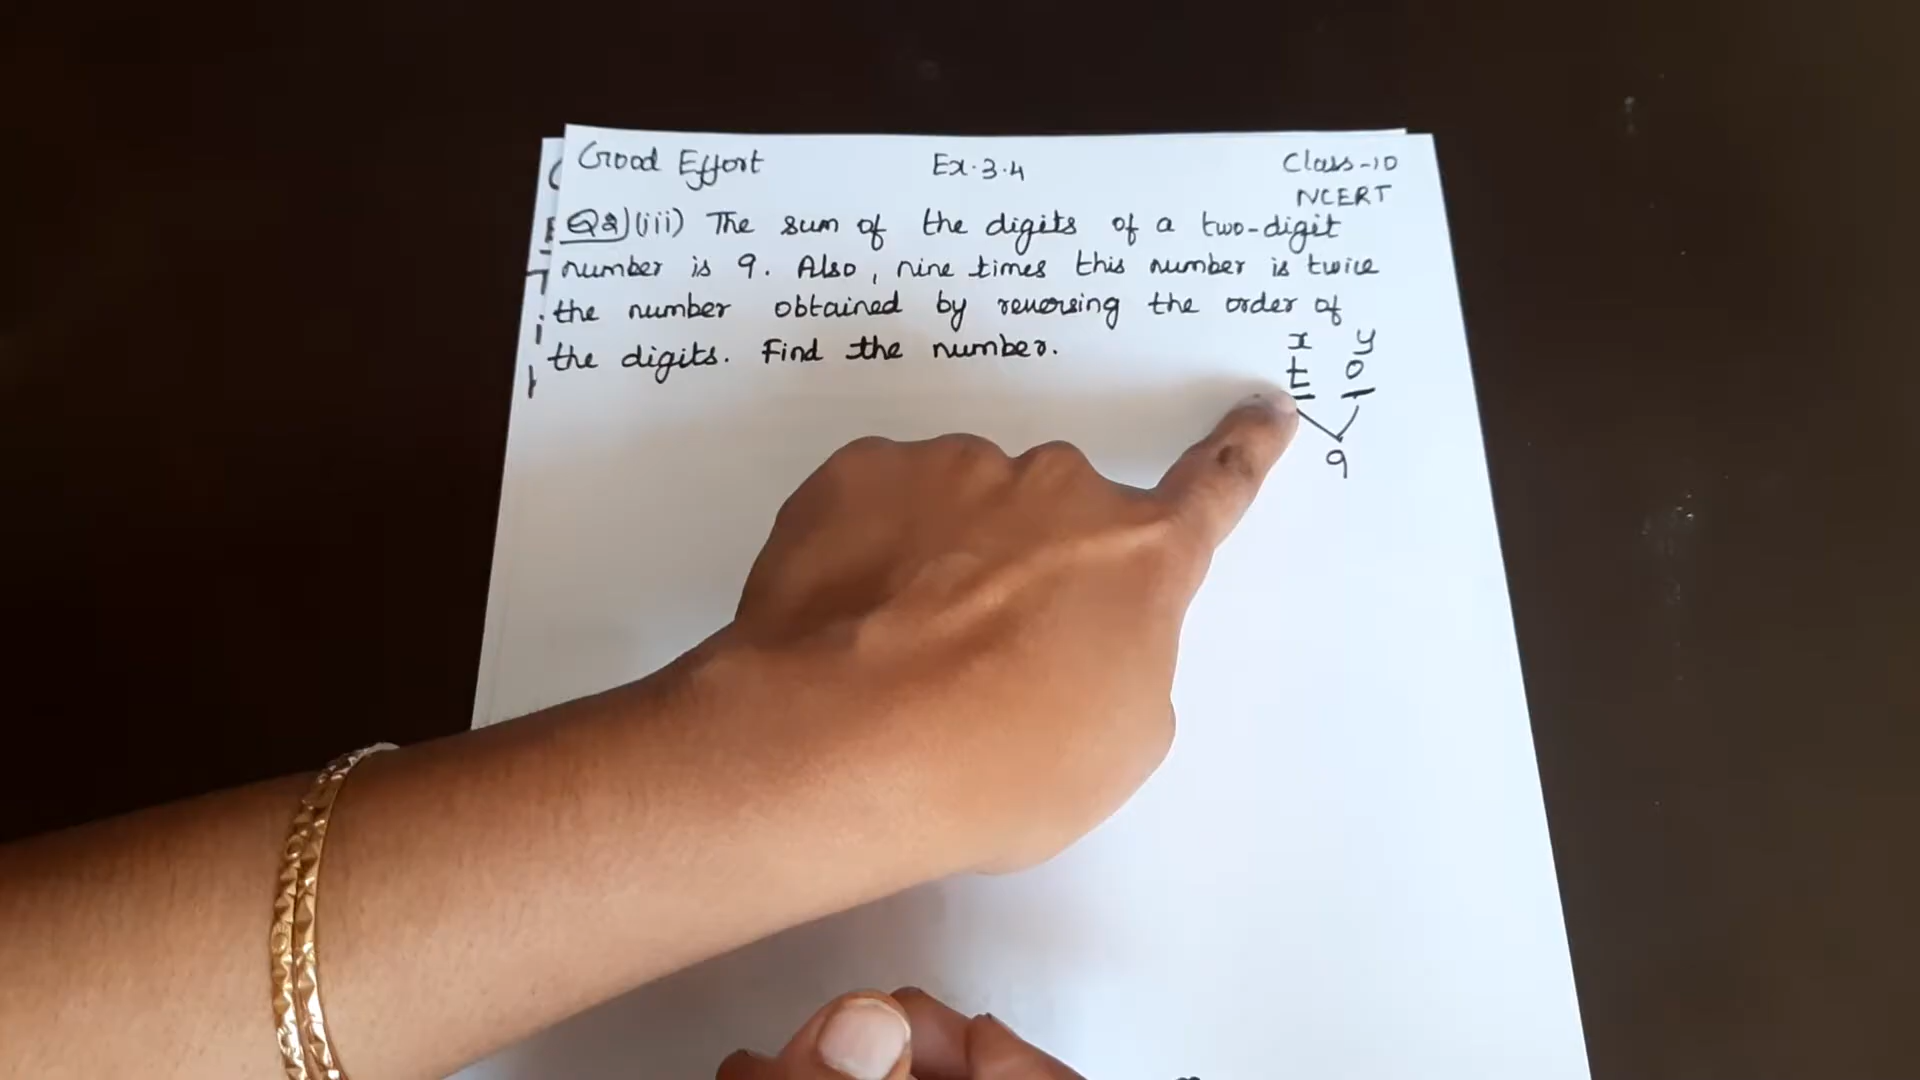 Good Effort Ex.3.4 Class-10
NCERT
Q2)(iii) The sum of the digits of a two-digit
number is 9. Also, nine times this number is twice
the number obtained by reversing the order of
the digits. Find the number.
x y
t o
9